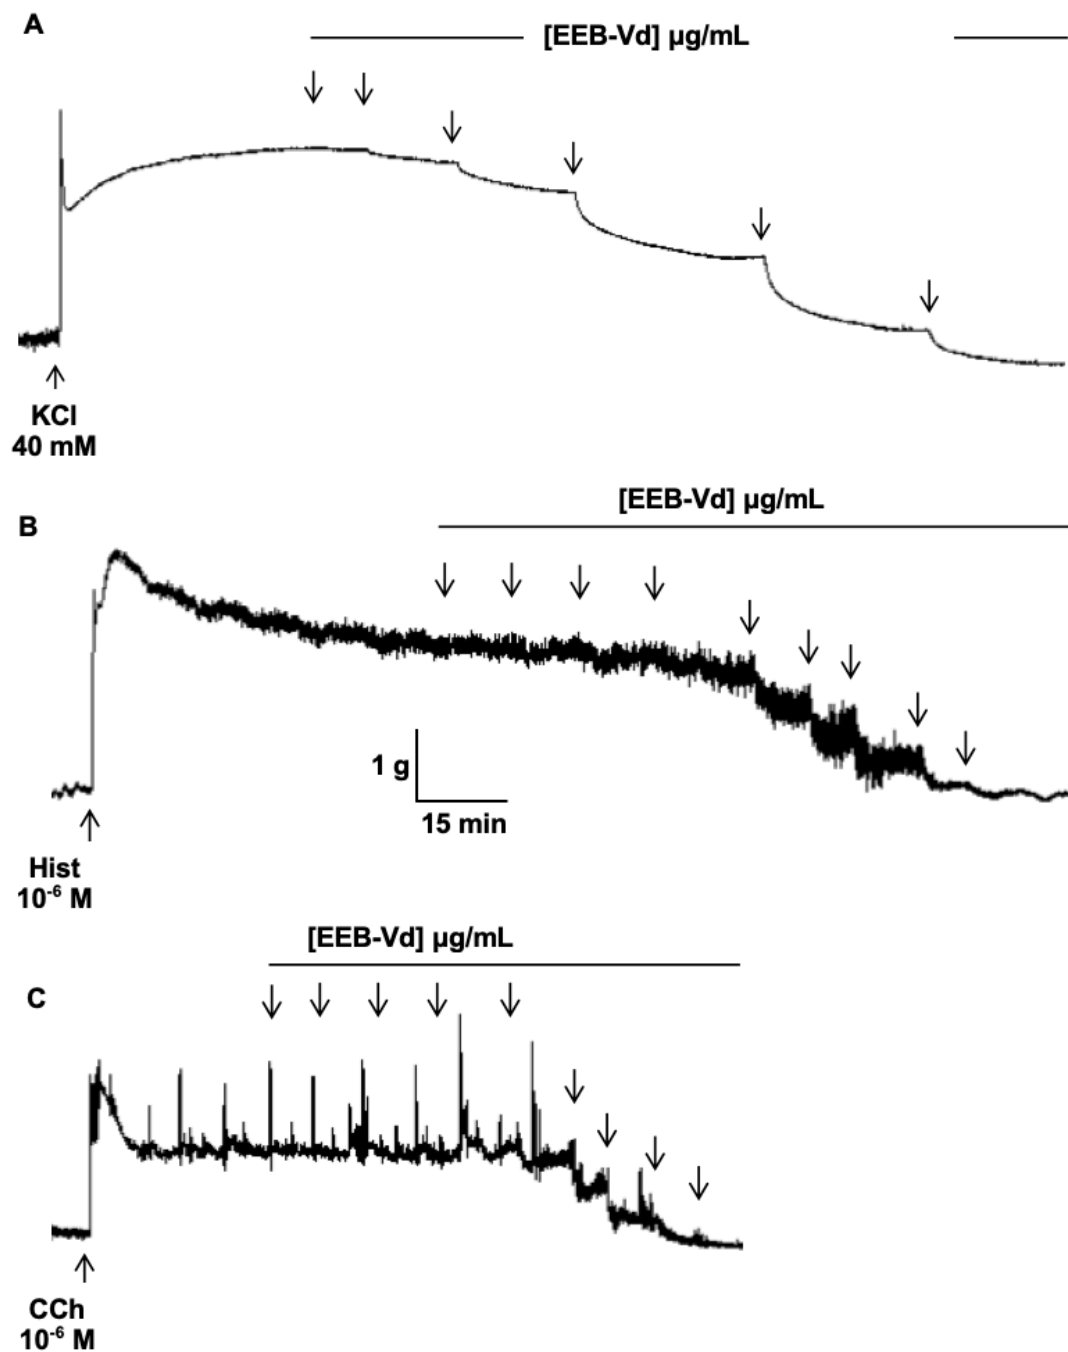 A
[EEB-Vd] µg/mL
KCl
40 mM
[EEB-Vd] µg/mL
B
1 g
15 min
Hist
10⁻⁶ M
[EEB-Vd] µg/mL
C
CCh
10⁻⁶ M